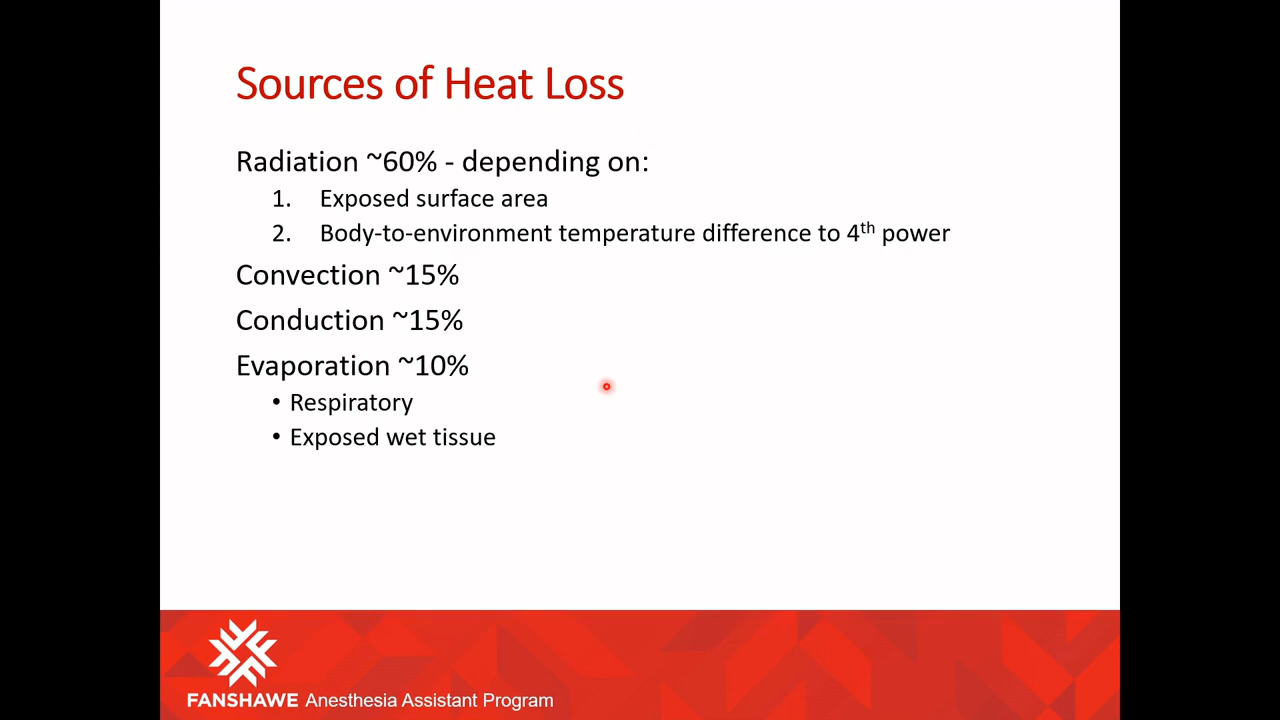 Sources of Heat Loss
Radiation ~60% - depending on:
1. Exposed surface area
2. Body-to-environment temperature difference to 4th power
Convection ~15%
Conduction ~15%
Evaporation ~10%
• Respiratory
• Exposed wet tissue
FANSHAWE Anesthesia Assistant Program